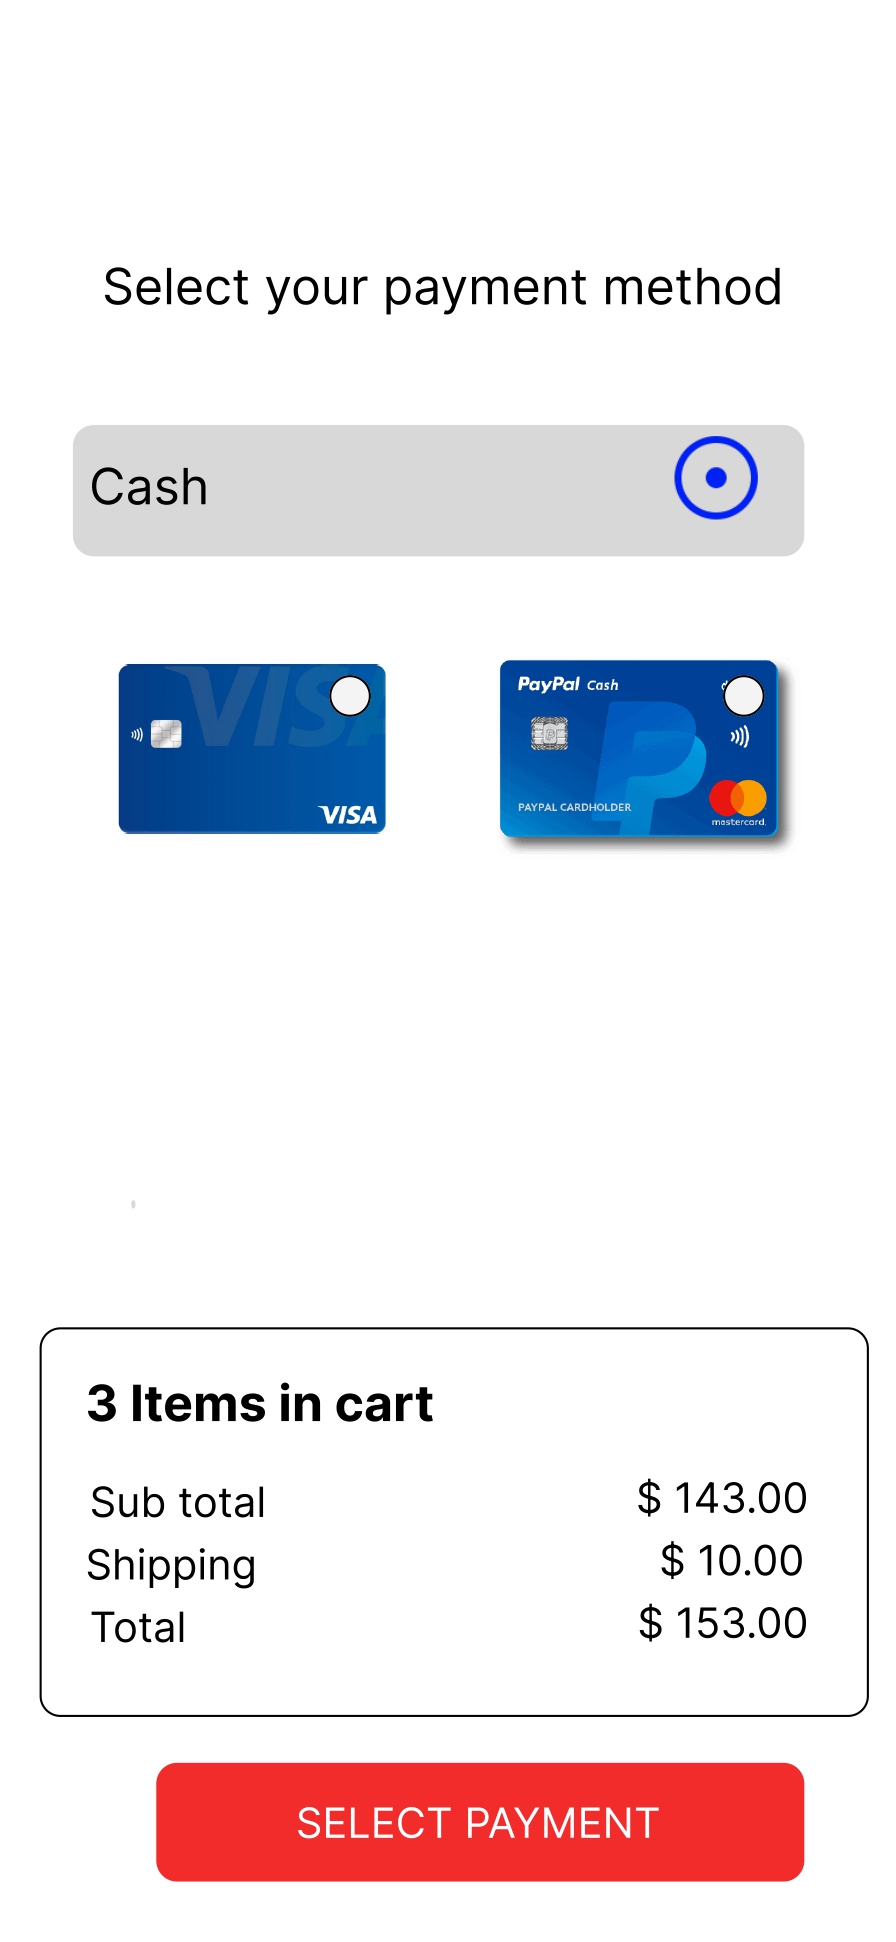 Select your payment method
Cash
VISA
VISA
PayPal Cash
PAYPAL CARDHOLDER
mastercard.
3 Items in cart
Sub total $ 143.00
Shipping $ 10.00
Total $ 153.00
SELECT PAYMENT